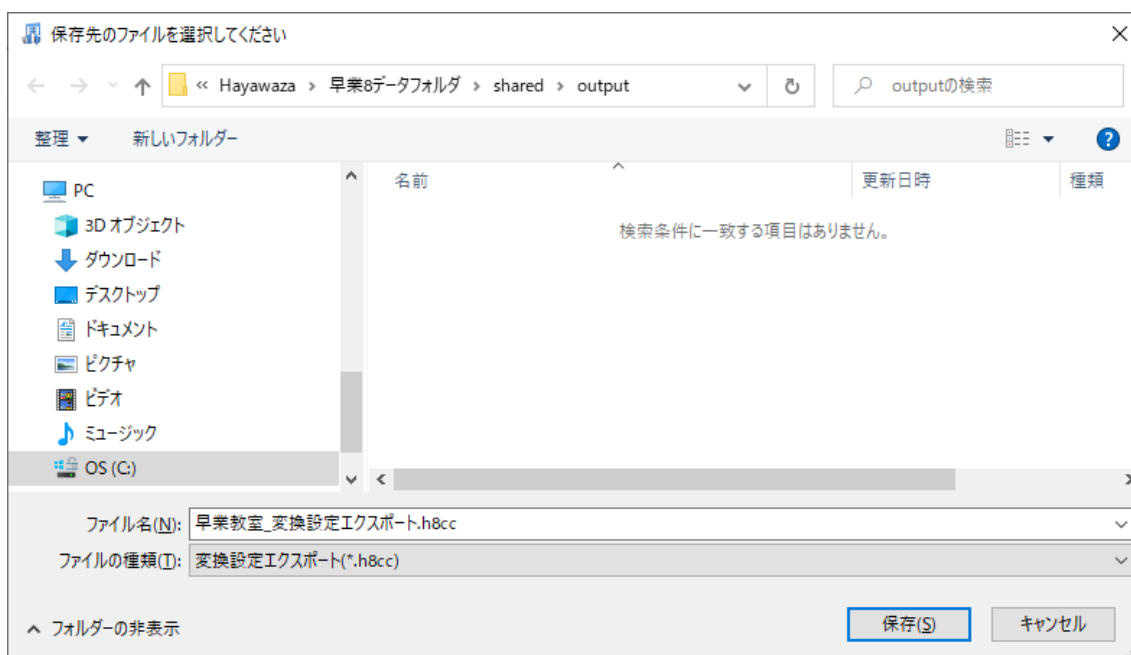 保存先のファイルを選択してください
« Hayawaza › 早業8データフォルダ › shared › output
outputの検索
整理
新しいフォルダー
名前
更新日時
種類
検索条件に一致する項目はありません。
PC
3D オブジェクト
ダウンロード
デスクトップ
ドキュメント
ピクチャ
ビデオ
ミュージック
OS (C:)
ファイル名(N): 早業教室_変換設定エクスポート.h8cc
ファイルの種類(T): 変換設定エクスポート(*.h8cc)
フォルダーの非表示
保存(S)
キャンセル